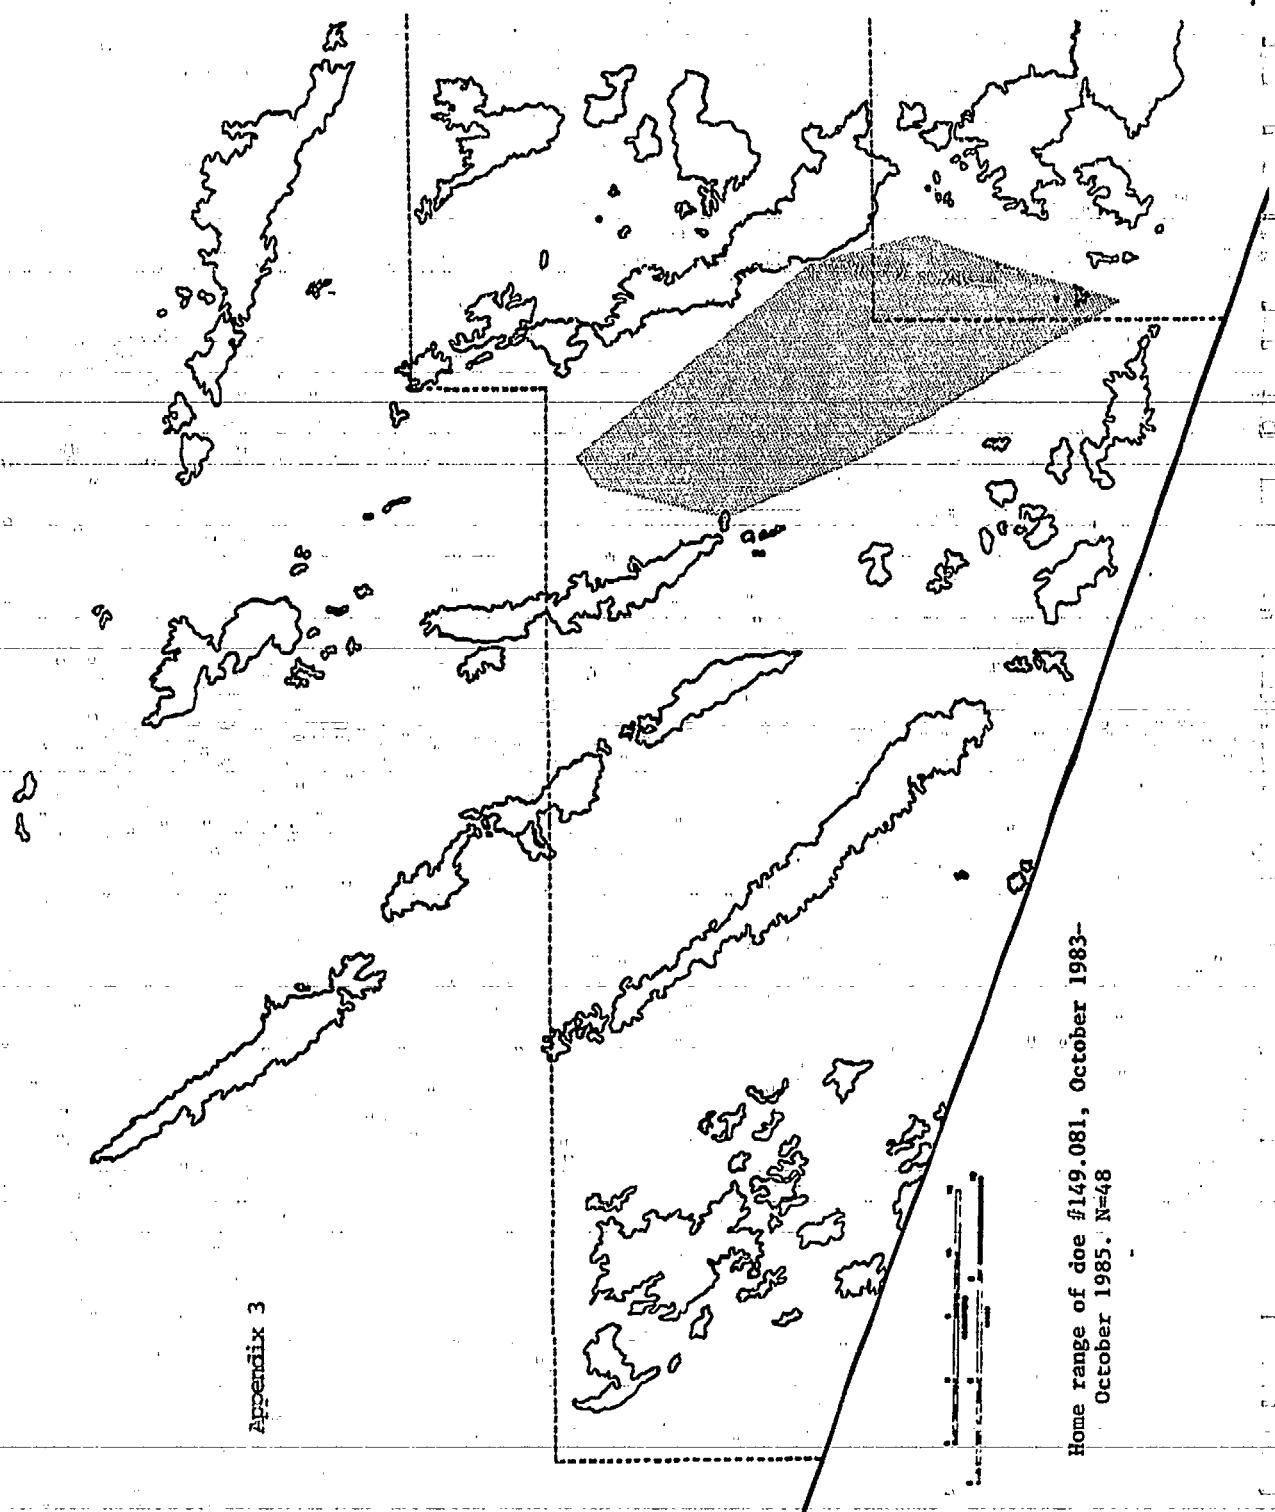 Appendix 3
Home range of doe #149.081, October 1983-
October 1985. N=48